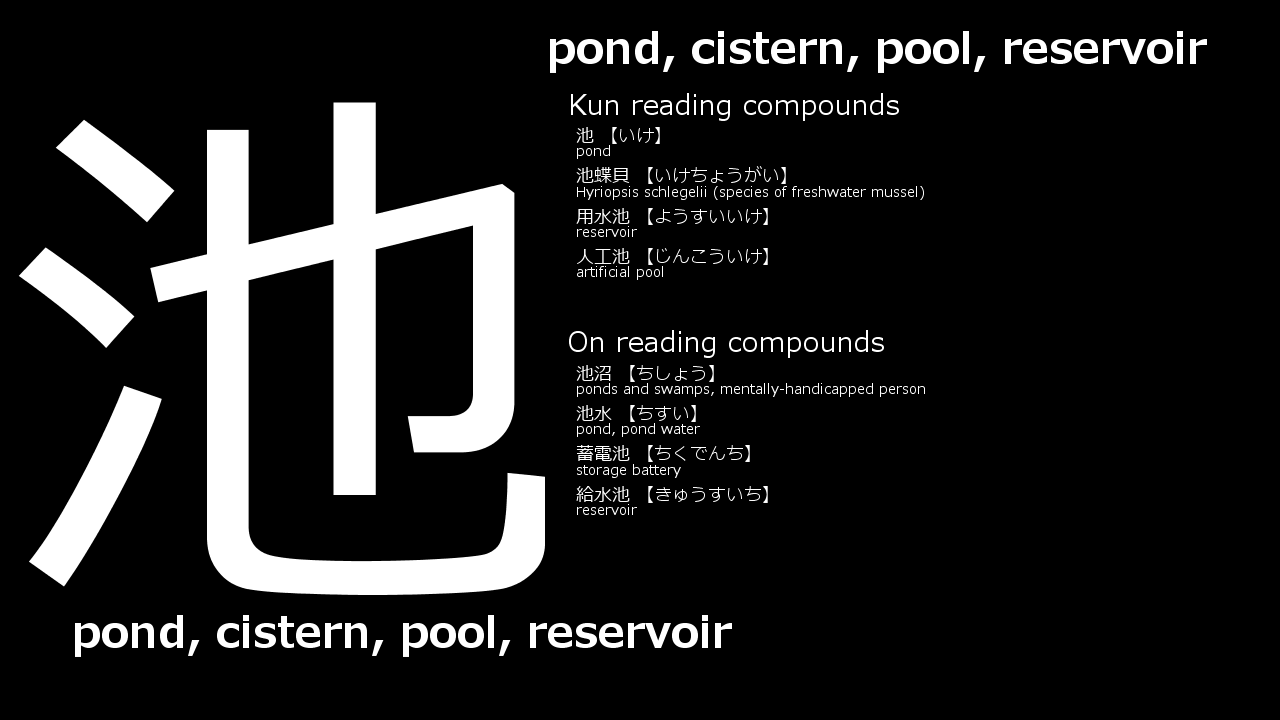 池
pond, cistern, pool, reservoir
pond, cistern, pool, reservoir
Kun reading compounds
池 【いけ】
pond
池蝶貝 【いけちょうがい】
Hyriopsis schlegelii (species of freshwater mussel)
用水池 【ようすいいけ】
reservoir
人工池 【じんこういけ】
artificial pool
On reading compounds
池沼 【ちしょう】
ponds and swamps, mentally-handicapped person
池水 【ちすい】
pond, pond water
蓄電池 【ちくでんち】
storage battery
給水池 【きゅうすいち】
reservoir